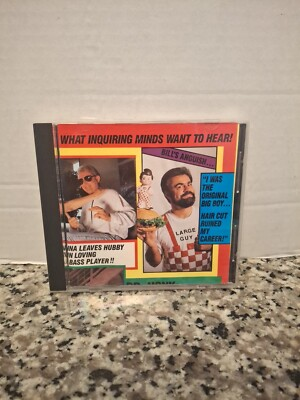 WHAT INQUIRING MINDS WANT TO HEAR!
BILL'S ANGUISH...
"I WAS
THE
ORIGINAL
BIG BOY...
HAIR CUT
RUINED
MY
CAREER!"
LARGE
GUY
NNA LEAVES HUBBY
N LOVING
BASS PLAYER!!